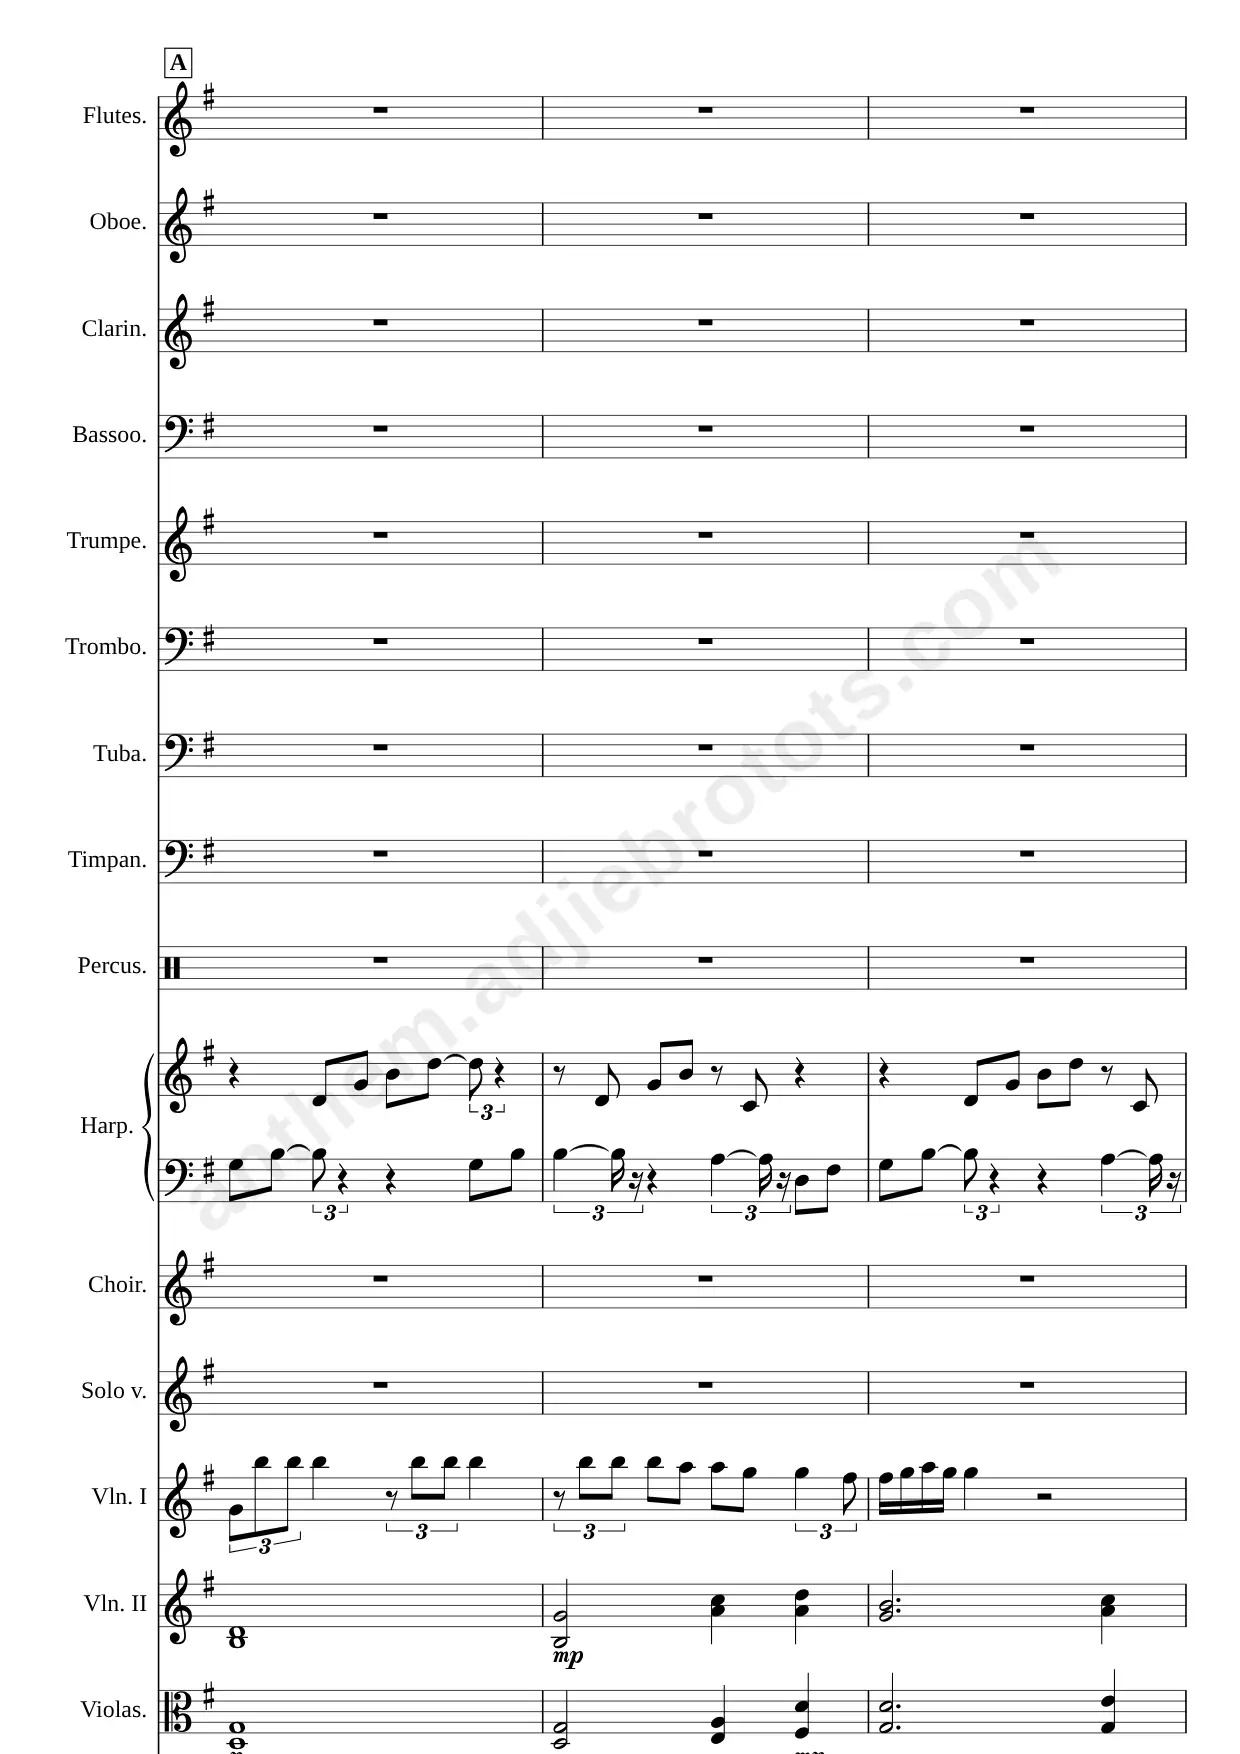 A
Flutes.
Oboe.
Clarin.
Bassoo.
Trumpe.
Trombo.
Tuba.
Timpan.
Percus.
3
Harp.
3 3 3 3 3
Choir.
Solo v.
Vln. I
3 3 3 3
Vln. II
mp
Violas.
anthem.adjiebrotots.com